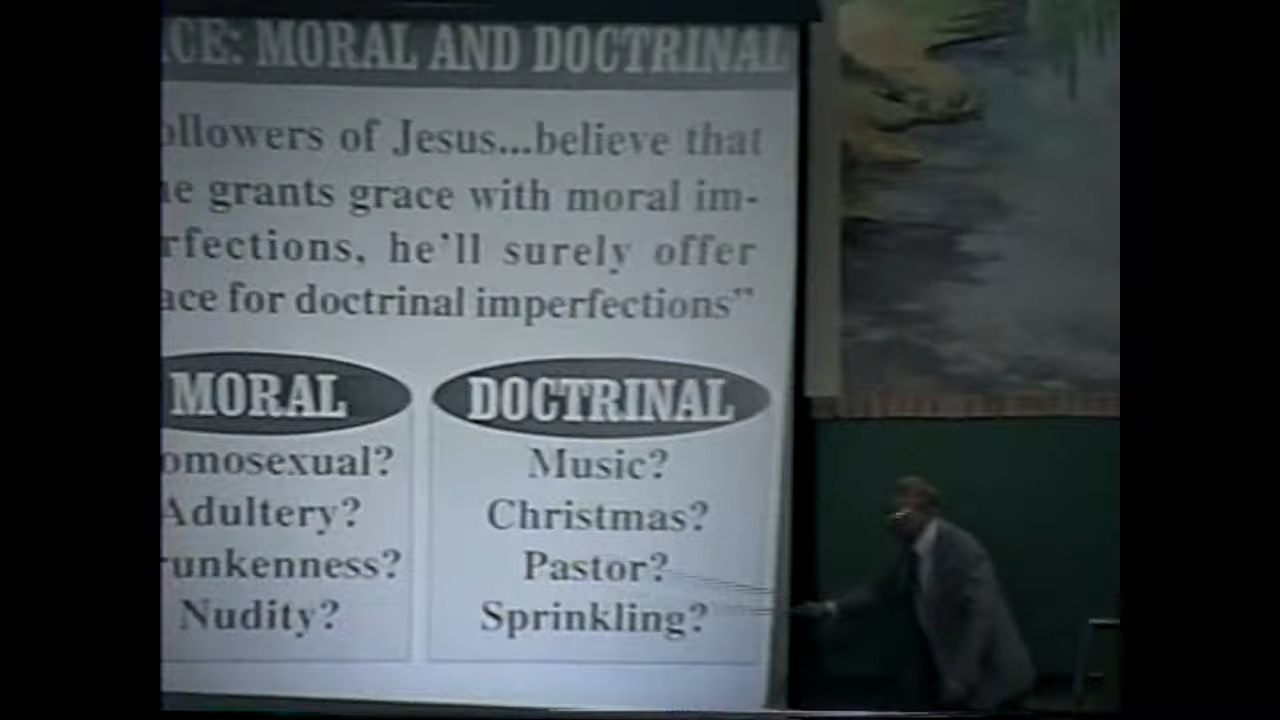 CE: MORAL AND DOCTRINAL
ollowers of Jesus...believe that
e grants grace with moral im-
rfections, he'll surely offer
ace for doctrinal imperfections"
MORAL
DOCTRINAL
omosexual?
Music?
Adultery?
Christmas?
runkenness?
Pastor?
Nudity?
Sprinkling?